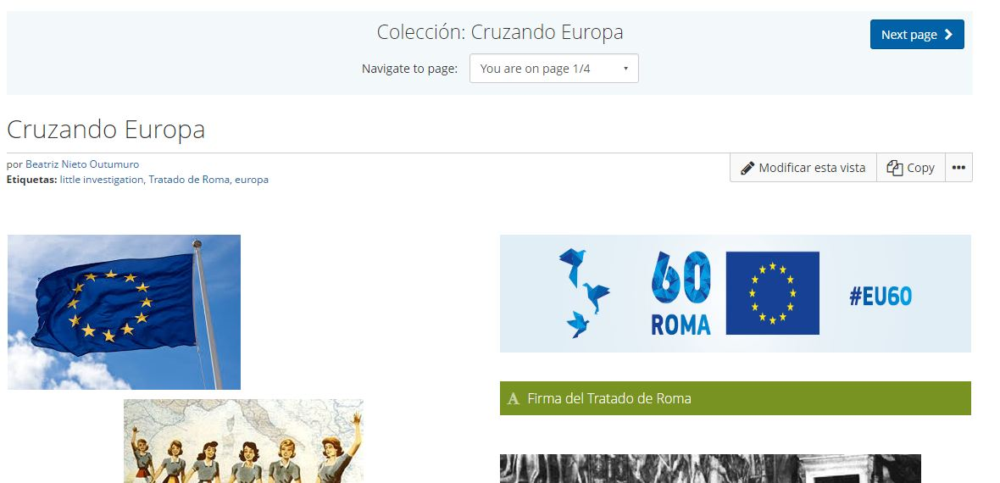 Colección: Cruzando Europa
Next page
Navigate to page:
You are on page 1/4
Cruzando Europa
por Beatriz Nieto Outumuro
Etiquetas: little investigation, Tratado de Roma, europa
Modificar esta vista
Copy
60
ROMA
#EU60
A Firma del Tratado de Roma